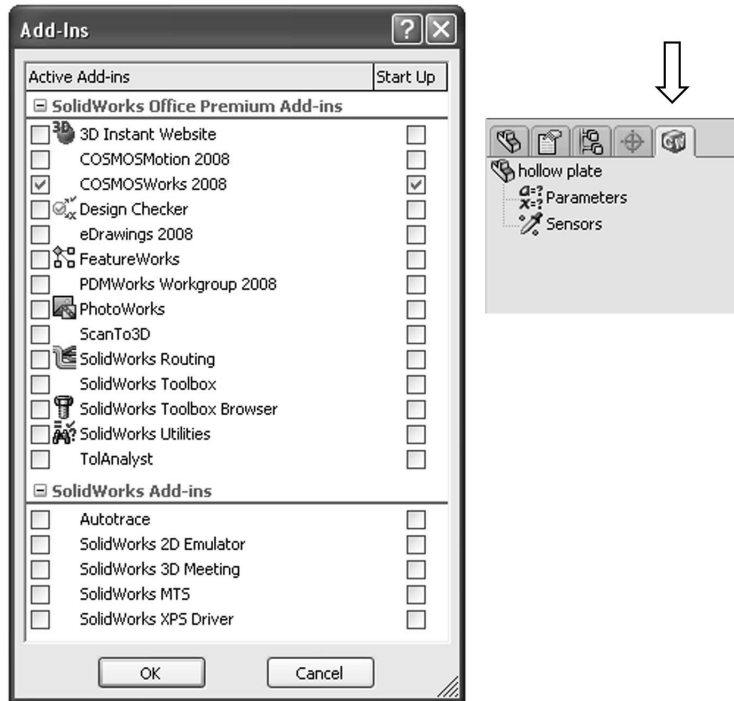 Add-Ins
Active Add-ins Start Up
SolidWorks Office Premium Add-ins
3D 3D Instant Website
COSMOSMotion 2008
COSMOSWorks 2008
Design Checker
eDrawings 2008
FeatureWorks
PDMWorks Workgroup 2008
PhotoWorks
ScanTo3D
SolidWorks Routing
SolidWorks Toolbox
SolidWorks Toolbox Browser
SolidWorks Utilities
TolAnalyst
SolidWorks Add-ins
Autotrace
SolidWorks 2D Emulator
SolidWorks 3D Meeting
SolidWorks MTS
SolidWorks XPS Driver
OK Cancel
hollow plate
a=? x=? Parameters
Sensors